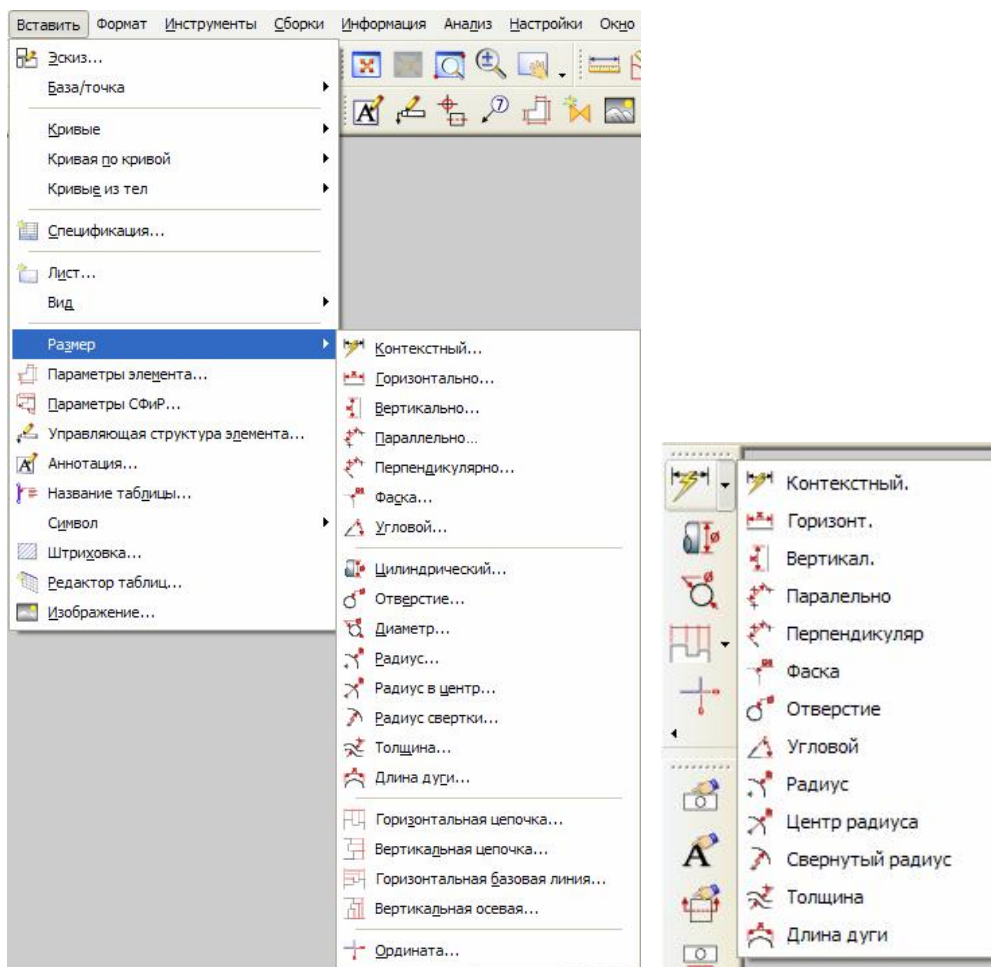 Вставить Формат Инструменты Сборки Информация Анализ Настройки Окно
Эскиз...
База/точка
Кривые
Кривая по кривой
Кривые из тел
Спецификация...
Лист...
Вид
Размер
Параметры элемента...
Параметры СФиР...
Управляющая структура элемента...
Аннотация...
Название таблицы...
Символ
Штриховка...
Редактор таблиц...
Изображение...
Контекстный...
Горизонтально...
Вертикально...
Параллельно...
Перпендикулярно...
Фаска...
Угловой...
Цилиндрический...
Отверстие...
Диаметр...
Радиус...
Радиус в центр...
Радиус свертки...
Толщина...
Длина дуги...
Горизонтальная цепочка...
Вертикальная цепочка...
Горизонтальная базовая линия...
Вертикальная осевая...
Ордината...
Контекстный.
Горизонт.
Вертикал.
Паралельно
Перпендикуляр
Фаска
Отверстие
Угловой
Радиус
Центр радиуса
Свернутый радиус
Толщина
Длина дуги